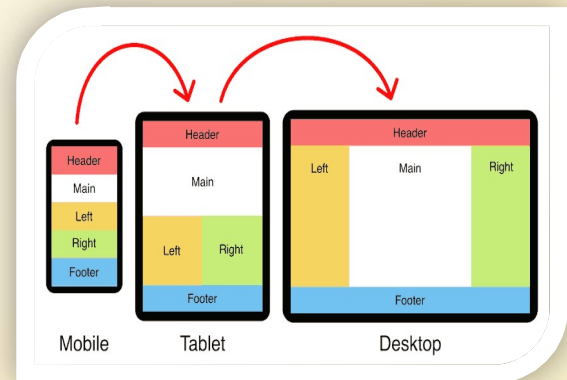 Header
Main
Left
Right
Footer
Mobile
Header
Main
Left Right
Footer
Tablet
Header
Left Main Right
Footer
Desktop